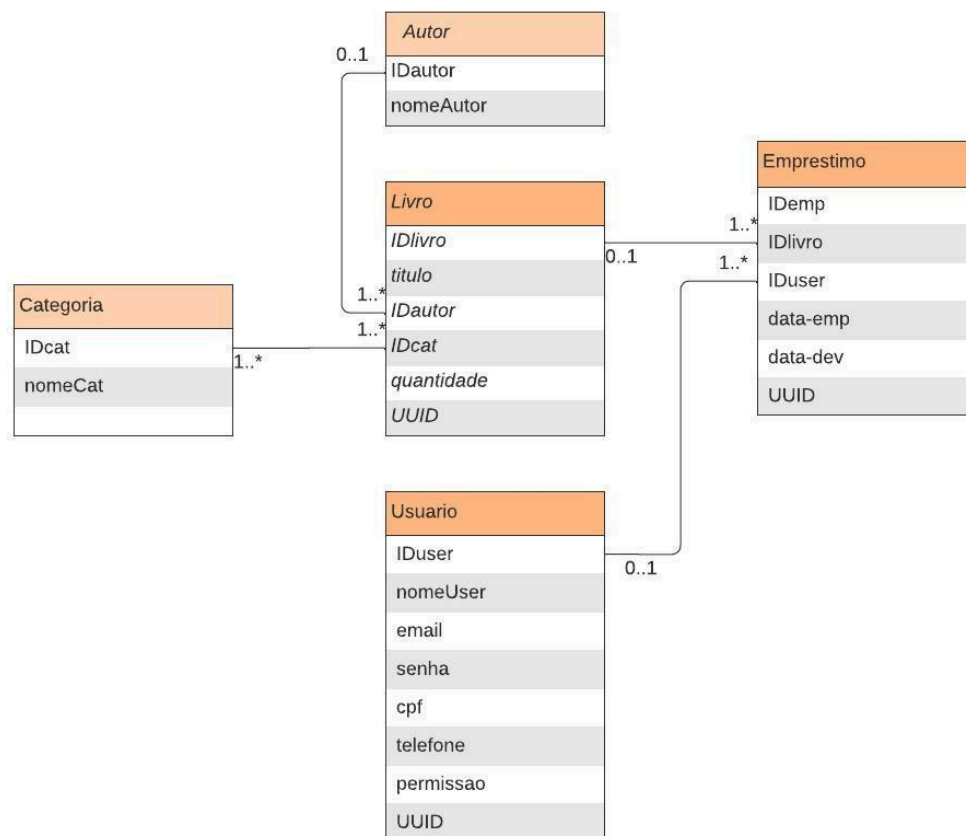 Autor
0..1
IDautor
nomeAutor
Livro
IDlivro
titulo
1..*
IDautor
1..*
IDcat
quantidade
UUID
0..1
Categoria
IDcat
1..*
nomeCat
Emprestimo
IDemp
1..*
IDlivro
1..*
IDuser
data-emp
data-dev
UUID
Usuario
IDuser
0..1
nomeUser
email
senha
cpf
telefone
permissao
UUID